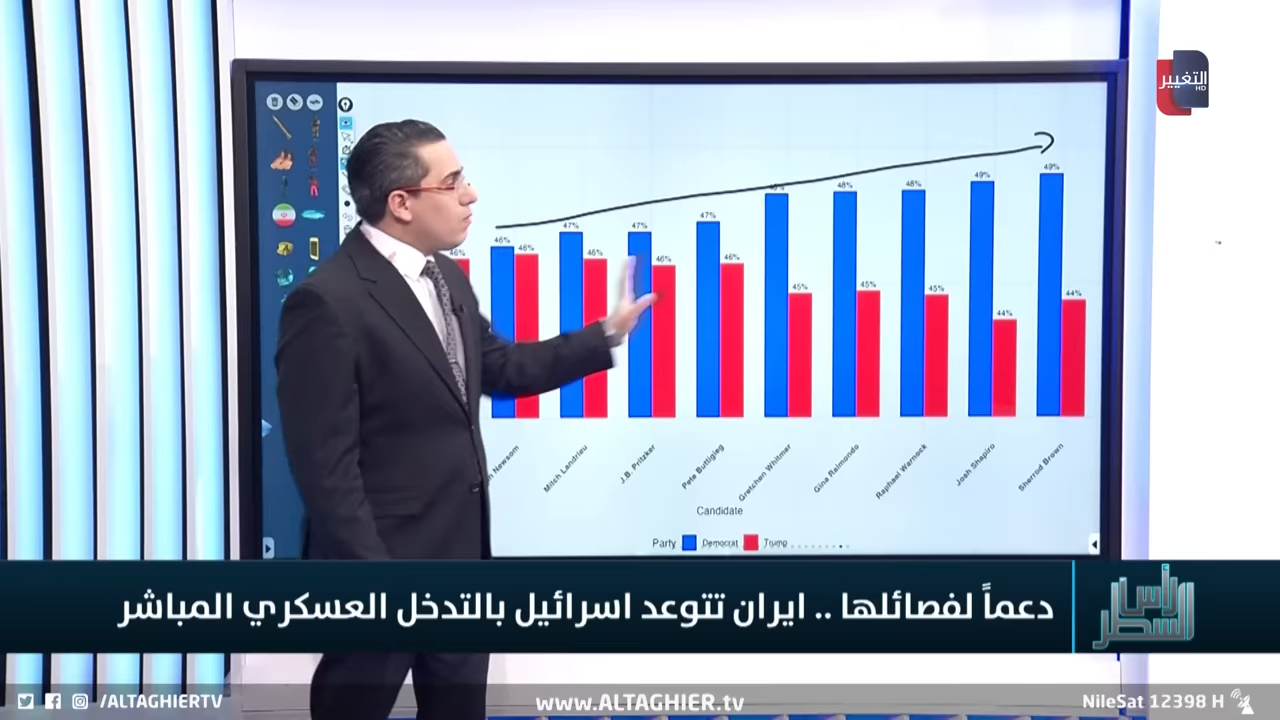 التغيير
HD
46%
46%
46%
47%
46%
47%
46%
47%
46%
45%
48%
45%
48%
45%
49%
44%
49%
44%
Newsom
Mitch Landrieu
J.B. Pritzker
Pete Buttigieg
Gretchen Whitmer
Gina Raimondo
Raphael Warnock
Josh Shapiro
Sherrod Brown
Candidate
Party Democrat Trump
دعماً لفصائلها .. ايران تتوعد اسرائيل بالتدخل العسكري المباشر
رأس السطر
/ALTAGHIERTV
www.ALTAGHIER.tv
NileSat 12398 H